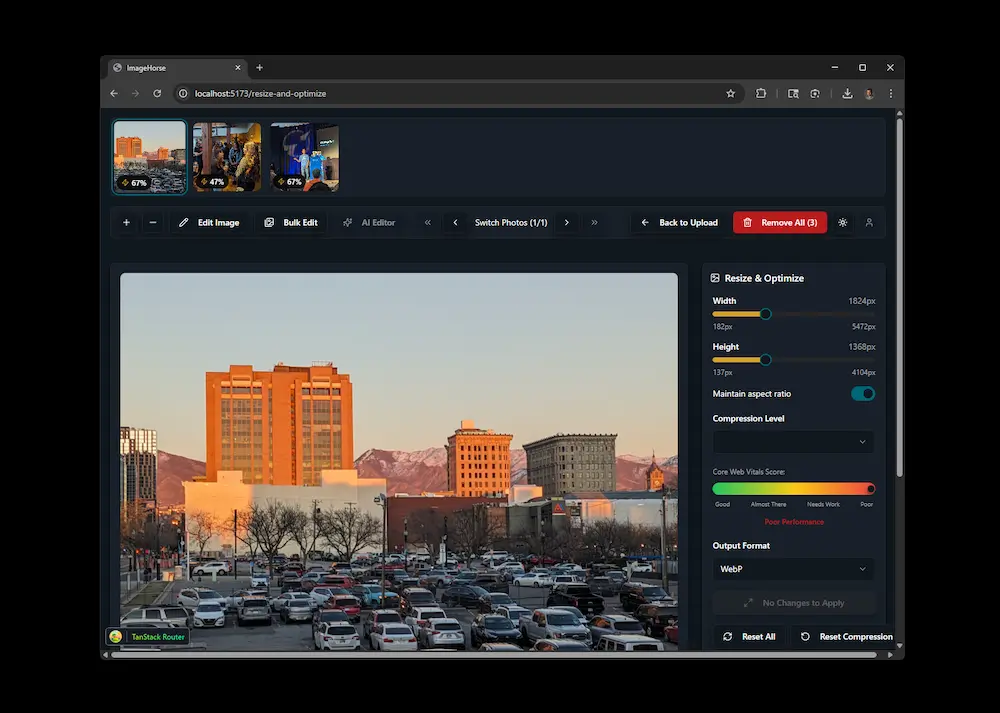 ImageHorse
localhost:5173/resize-and-optimize
67%
47%
67%
Edit Image
Bulk Edit
AI Editor
Switch Photos (1/1)
Back to Upload
Remove All (3)
Resize & Optimize
Width 1824px
182px 5472px
Height 1368px
137px 4104px
Maintain aspect ratio
Compression Level
Core Web Vitals Score:
Good Almost There Needs Work Poor
Poor Performance
Output Format
WebP
No Changes to Apply
TanStack Router
Reset All
Reset Compression